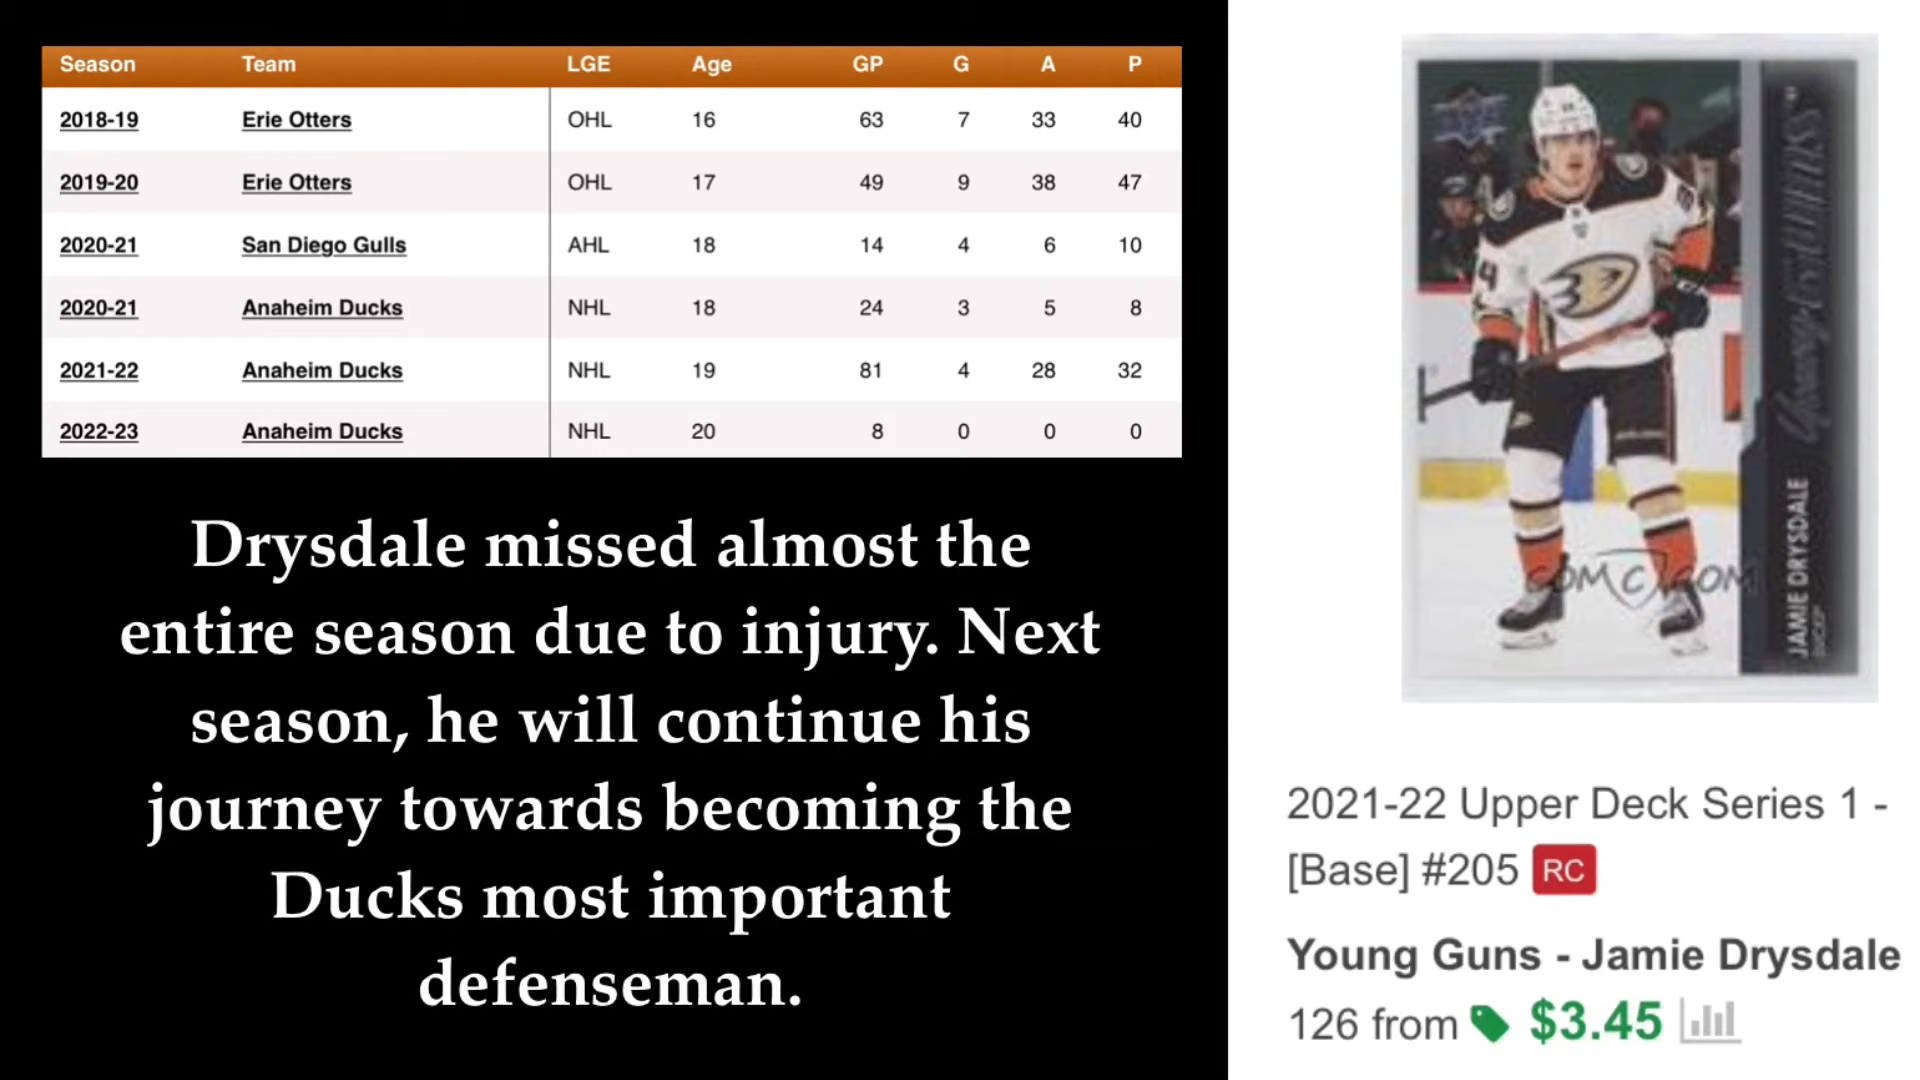 Season Team LGE Age GP G A P
2018-19 Erie Otters OHL 16 63 7 33 40
2019-20 Erie Otters OHL 17 49 9 38 47
2020-21 San Diego Gulls AHL 18 14 4 6 10
2020-21 Anaheim Ducks NHL 18 24 3 5 8
2021-22 Anaheim Ducks NHL 19 81 4 28 32
2022-23 Anaheim Ducks NHL 20 8 0 0 0
Drysdale missed almost the
entire season due to injury. Next
season, he will continue his
journey towards becoming the
Ducks most important
defenseman.
Young Guns
JAMIE DRYSDALE
DUCKS
COMC.COM
2021-22 Upper Deck Series 1 -
[Base] #205 RC
Young Guns - Jamie Drysdale
126 from $3.45